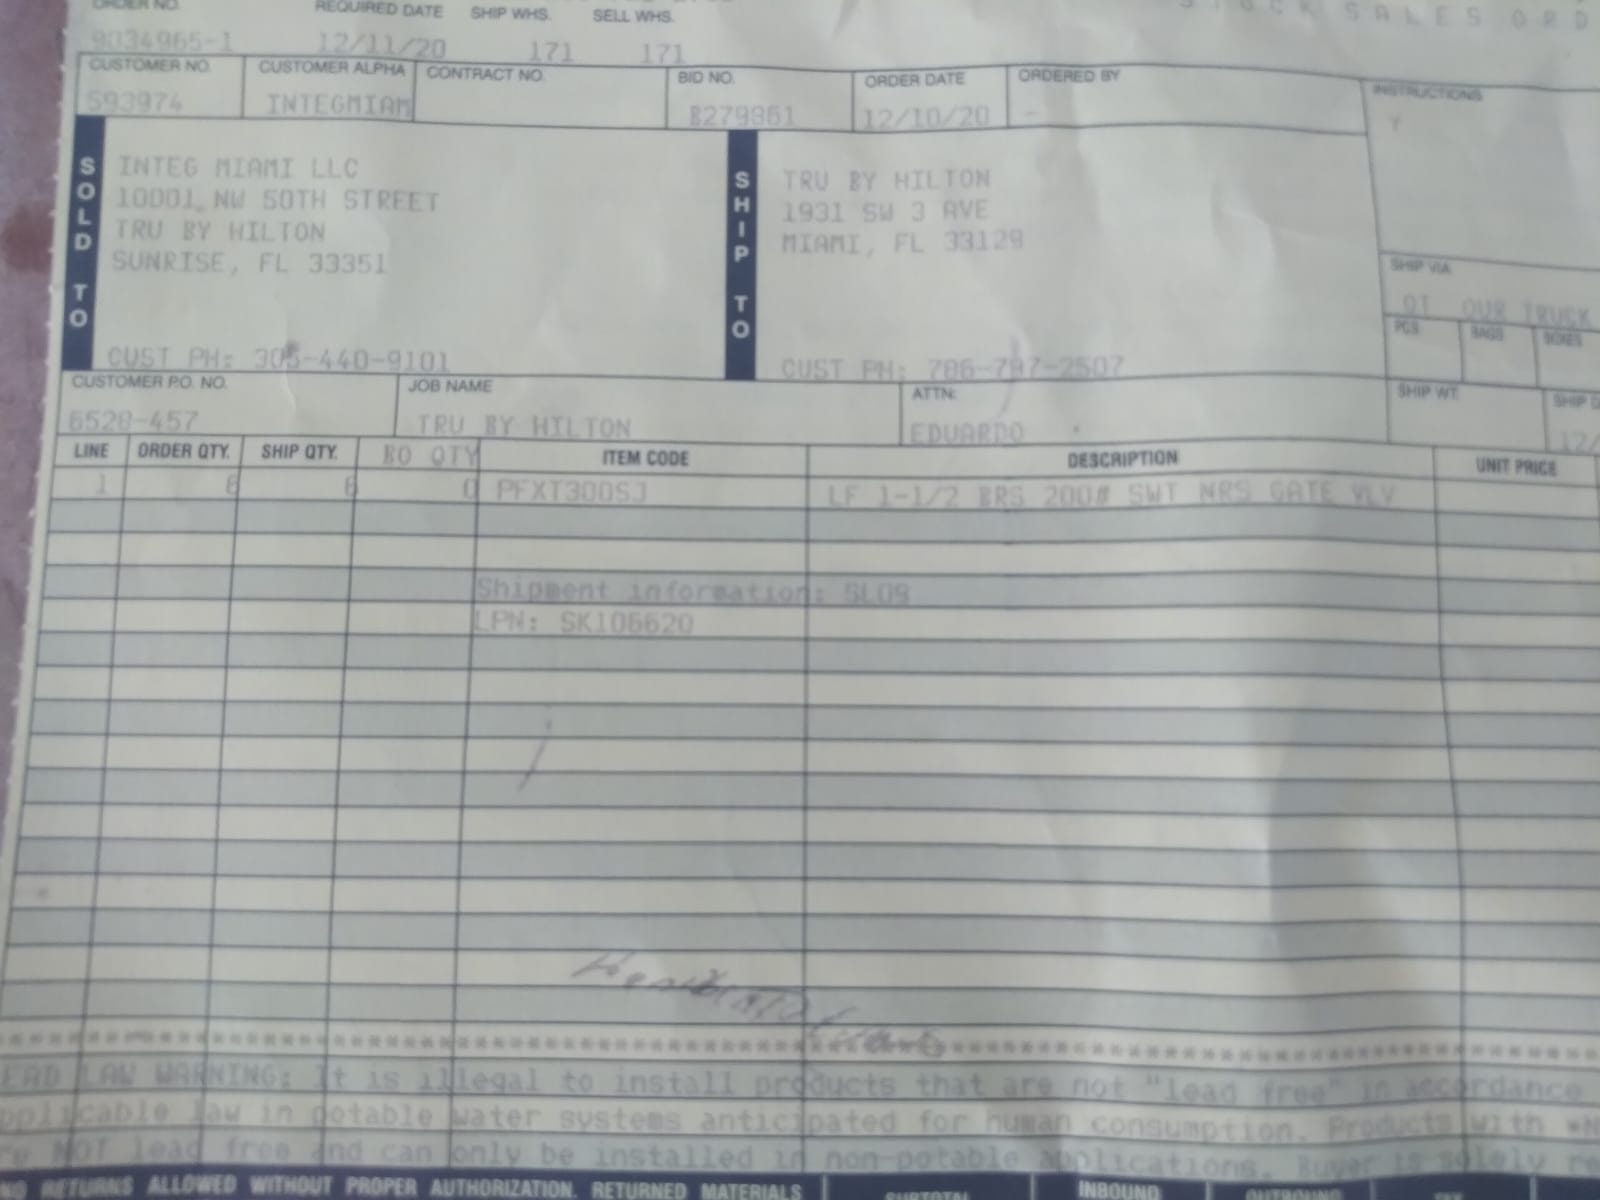 ORDER NO. REQUIRED DATE SHIP WHS. SELL WHS. STOCK SALES ORD
9034965-1 12/11/20 171 171
CUSTOMER NO. CUSTOMER ALPHA CONTRACT NO. BID NO. ORDER DATE ORDERED BY INSTRUCTIONS
593974 INTEGMIAM B279861 12/10/20 - Y
SOLD TO
INTEG MIAMI LLC
10001 NW 50TH STREET
TRU BY HILTON
SUNRISE, FL 33351
CUST PH: 305-440-9101
SHIP TO
TRU BY HILTON
1931 SW 3 AVE
MIAMI, FL 33129
CUST PH: 786-797-2507
SHIP VIA
OT OUR TRUCK
PCS BAGS BOXES
CUSTOMER P.O. NO. JOB NAME ATTN: SHIP WT.
6528-457 TRU BY HILTON EDUARDO 12/
LINE ORDER QTY. SHIP QTY. BO QTY ITEM CODE DESCRIPTION UNIT PRICE
1 6 6 0 PFXT300SJ LF 1-1/2 BRS 200# SWT NRS GATE VLV
Shipment information: SL09
LPN: SK106620
EAD LAW WARNING: It is illegal to install products that are not "lead free" in accordance
pplicable law in potable water systems anticipated for human consumption. Products with *N
re NOT lead free and can only be installed in non-potable applications. Buyer is solely re
NO RETURNS ALLOWED WITHOUT PROPER AUTHORIZATION. RETURNED MATERIALS SUBTOTAL INBOUND OUTBOUND